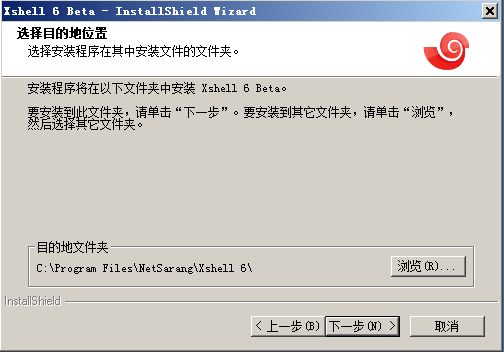 Xshell 6 Beta - InstallShield Wizard
选择目的地位置
选择安装程序在其中安装文件的文件夹。
安装程序将在以下文件夹中安装 Xshell 6 Beta。
要安装到此文件夹，请单击“下一步”。要安装到其它文件夹，请单击“浏览”，
然后选择其它文件夹。
目的地文件夹
C:\Program Files\NetSarang\Xshell 6\
浏览(R)...
InstallShield
< 上一步(B)
下一步(N) >
取消